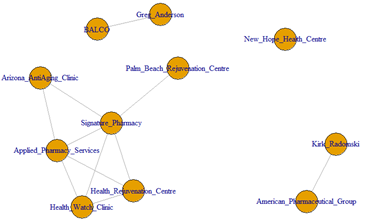 Greg_Anderson
BALCO
New_Hope_Health_Centre
Palm_Beach_Rejuvenation_Centre
Arizona_AntiAging_Clinic
Signature_Pharmacy
Kirk_Radomski
Applied_Pharmacy_Services
Health_Rejuvenation_Centre
American_Pharmaceutical_Group
Health_Watch_Clinic